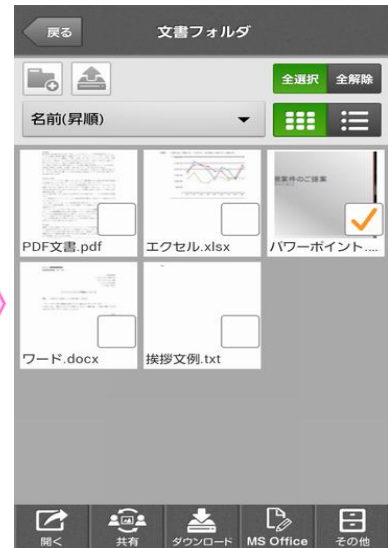 戻る
文書フォルダ
全選択 全解除
名前(昇順)
PDF文書.pdf
エクセル.xlsx
パワーポイント....
ワード.docx
挨拶文例.txt
開く
共有
ダウンロード
MS Office
その他